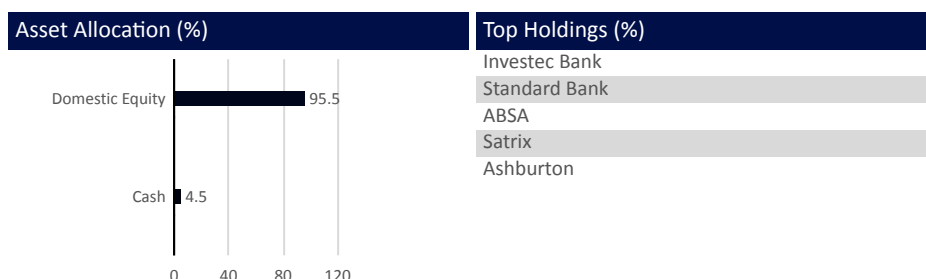 Asset Allocation (%)
Domestic Equity
95.5
Cash
4.5
0 40 80 120
Top Holdings (%)
Investec Bank
Standard Bank
ABSA
Satrix
Ashburton